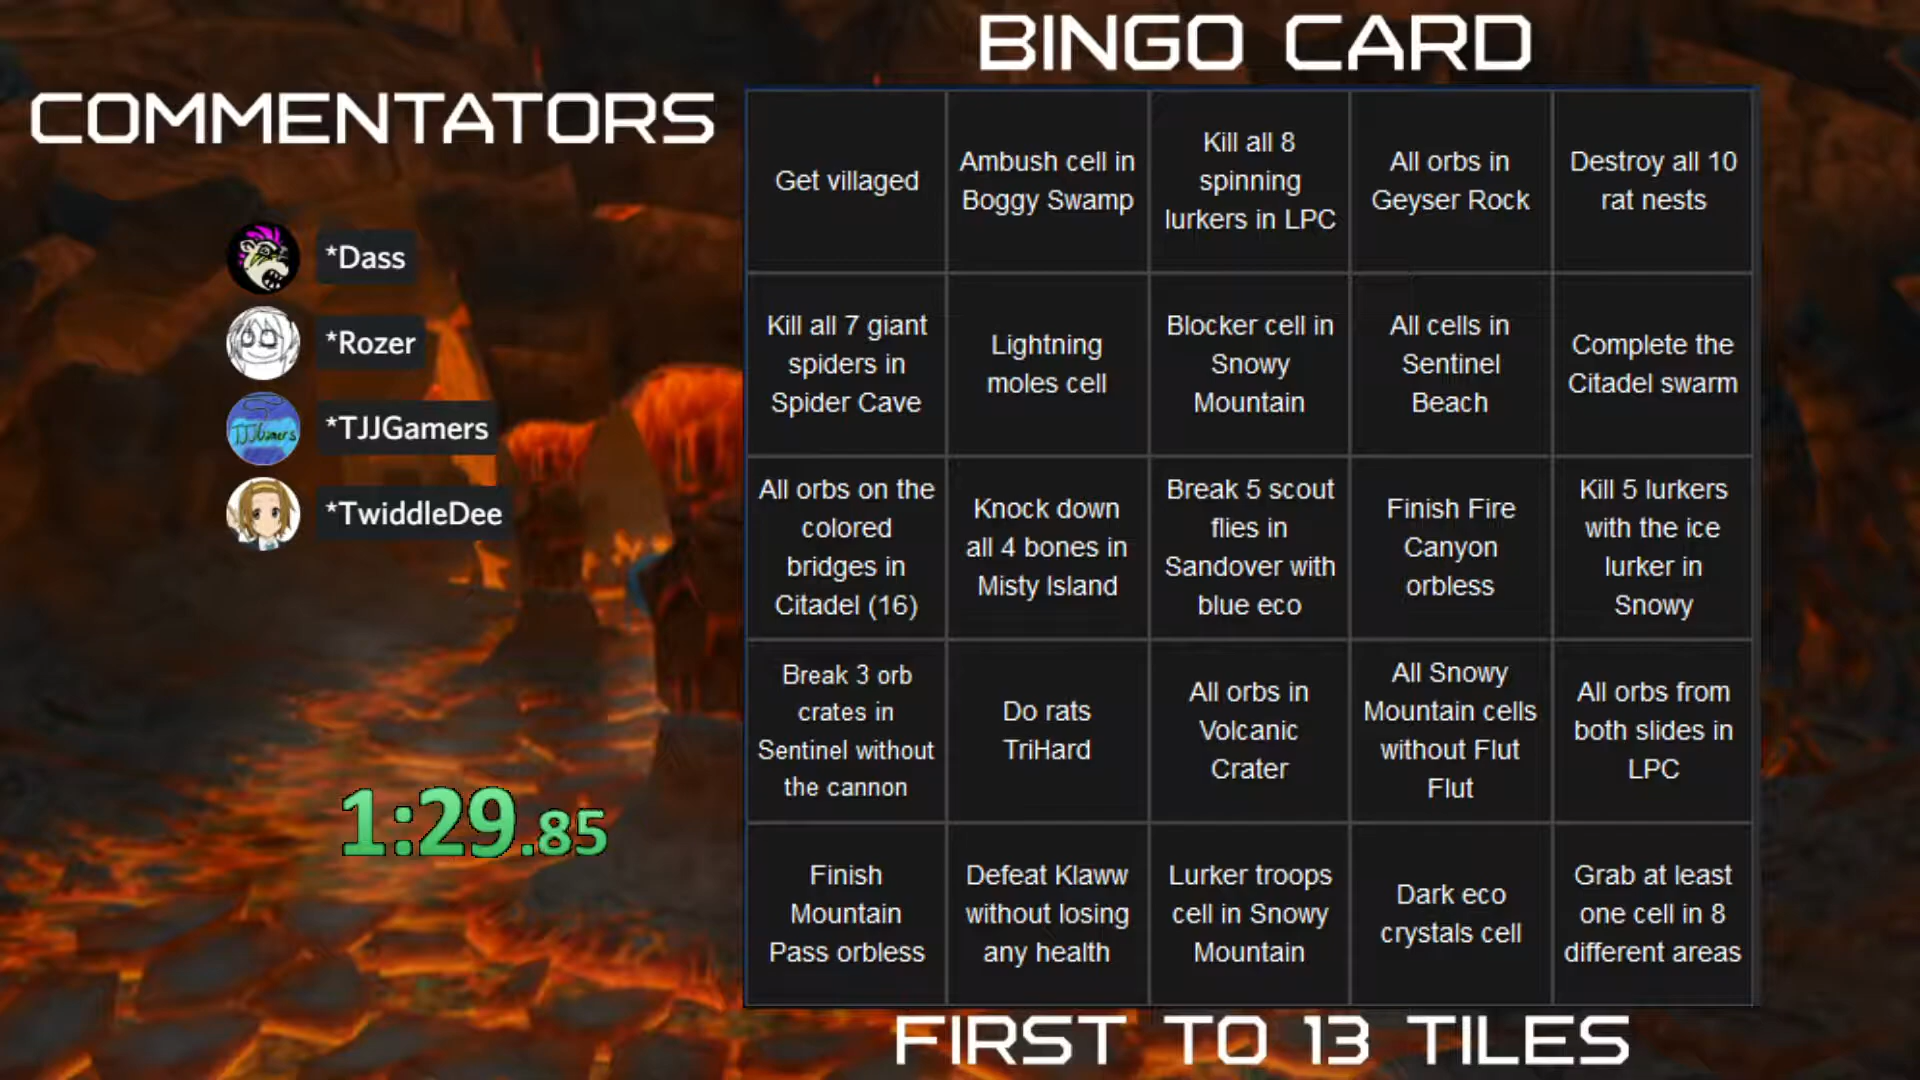 BINGO CARD
COMMENTATORS
*Dass
*Rozer
TJJGamers
*TJJGamers
*TwiddleDee
1:29.85
Get villaged
Ambush cell in
Boggy Swamp
Kill all 8
spinning
lurkers in LPC
All orbs in
Geyser Rock
Destroy all 10
rat nests
Kill all 7 giant
spiders in
Spider Cave
Lightning
moles cell
Blocker cell in
Snowy
Mountain
All cells in
Sentinel
Beach
Complete the
Citadel swarm
All orbs on the
colored
bridges in
Citadel (16)
Knock down
all 4 bones in
Misty Island
Break 5 scout
flies in
Sandover with
blue eco
Finish Fire
Canyon
orbless
Kill 5 lurkers
with the ice
lurker in
Snowy
Break 3 orb
crates in
Sentinel without
the cannon
Do rats
TriHard
All orbs in
Volcanic
Crater
All Snowy
Mountain cells
without Flut
Flut
All orbs from
both slides in
LPC
Finish
Mountain
Pass orbless
Defeat Klaww
without losing
any health
Lurker troops
cell in Snowy
Mountain
Dark eco
crystals cell
Grab at least
one cell in 8
different areas
FIRST TO 13 TILES